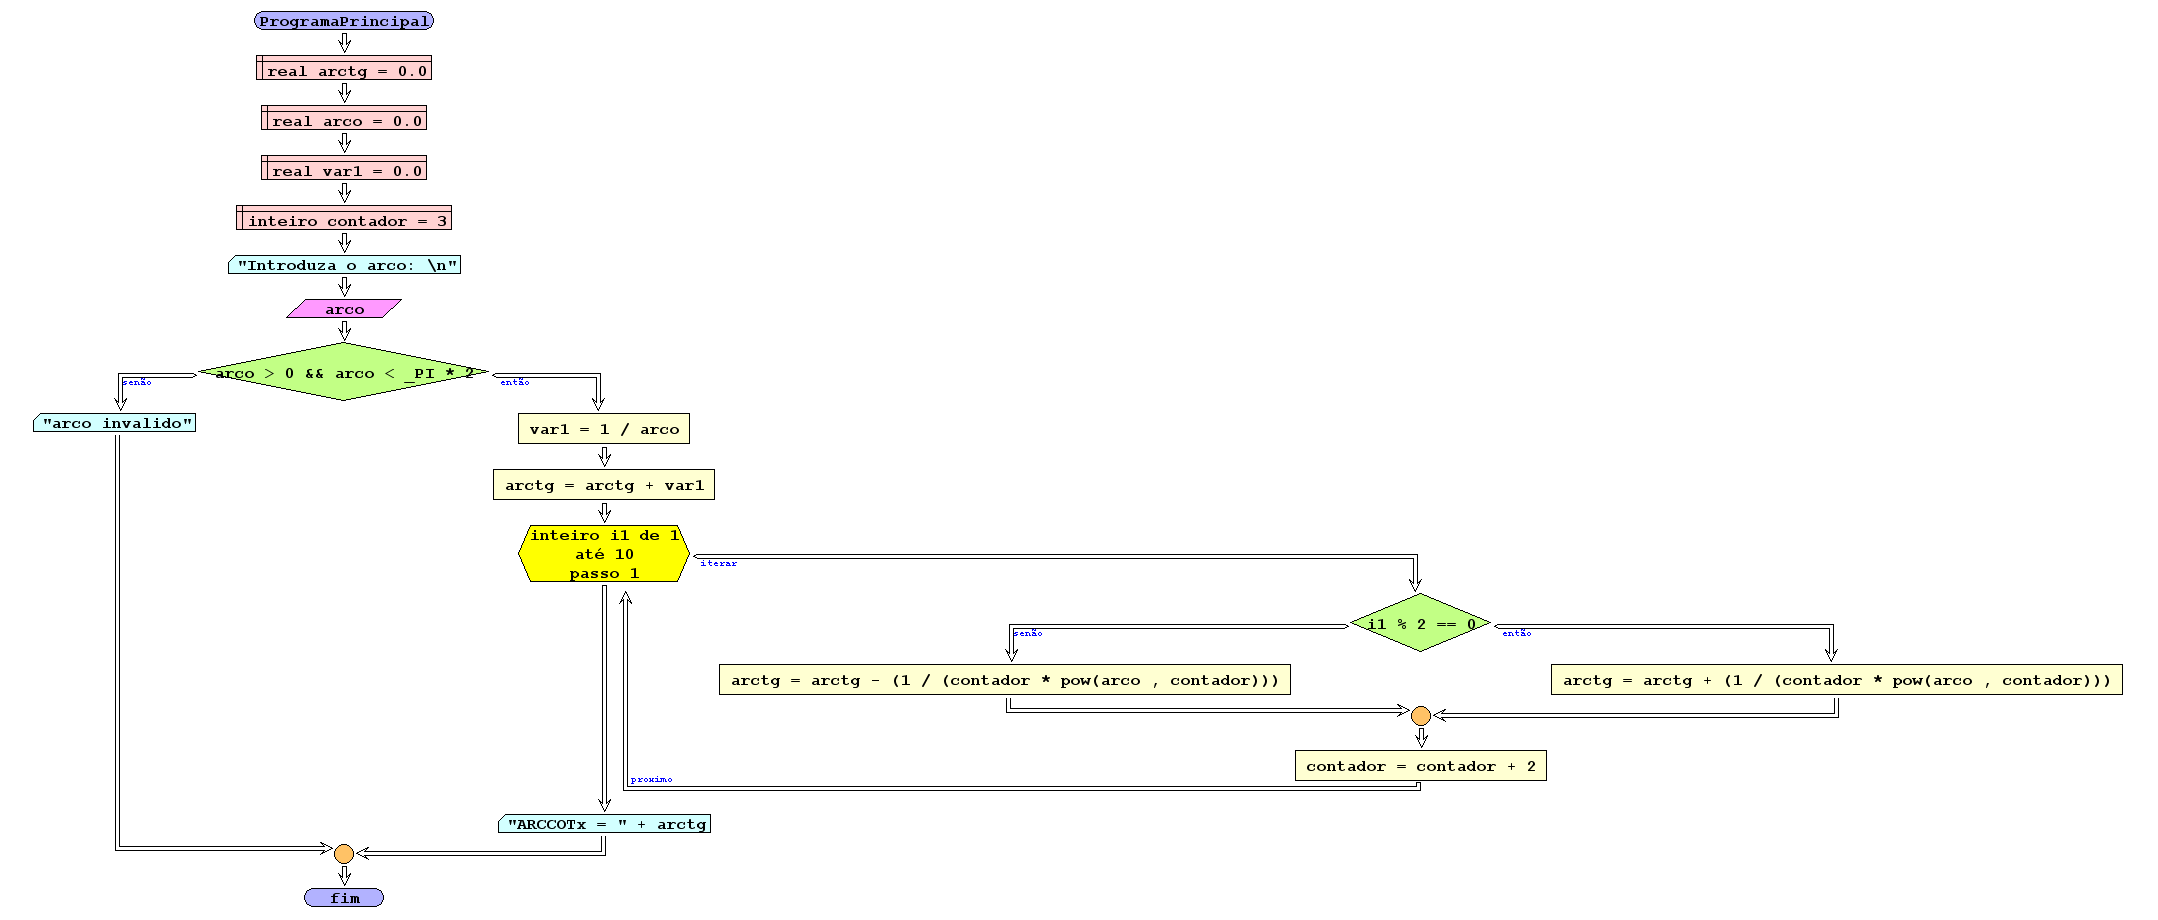 ProgramaPrincipal
real arctg = 0.0
real arco = 0.0
real var1 = 0.0
inteiro contador = 3
"Introduza o arco: \n"
arco
arco > 0 && arco < _PI * 2
senão
então
"arco invalido"
var1 = 1 / arco
arctg = arctg + var1
inteiro i1 de 1
até 10
passo 1
iterar
i1 % 2 == 0
senão
então
arctg = arctg - (1 / (contador * pow(arco , contador)))
arctg = arctg + (1 / (contador * pow(arco , contador)))
contador = contador + 2
proximo
"ARCCOTx = " + arctg
fim